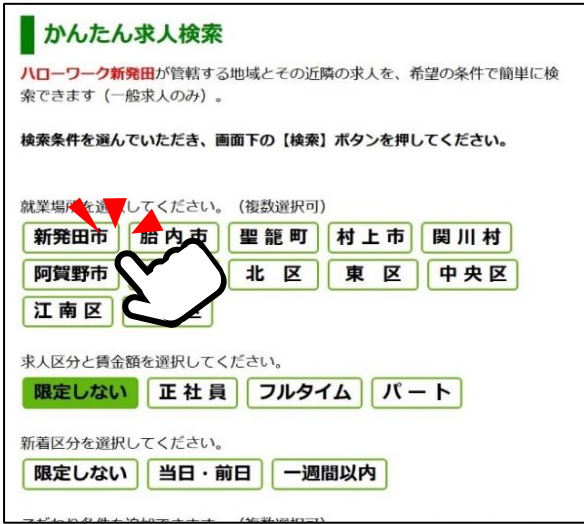 かんたん求人検索
ハローワーク新発田が管轄する地域とその近隣の求人を、希望の条件で簡単に検
索できます（一般求人のみ）。
検索条件を選んでいただき、画面下の【検索】ボタンを押してください。
就業場所を選択してください。（複数選択可）
新発田市 胎内市 聖籠町 村上市 関川村
阿賀野市 北区 東区 中央区
江南区 区
求人区分と賃金額を選択してください。
限定しない 正社員 フルタイム パート
新着区分を選択してください。
限定しない 当日・前日 一週間以内